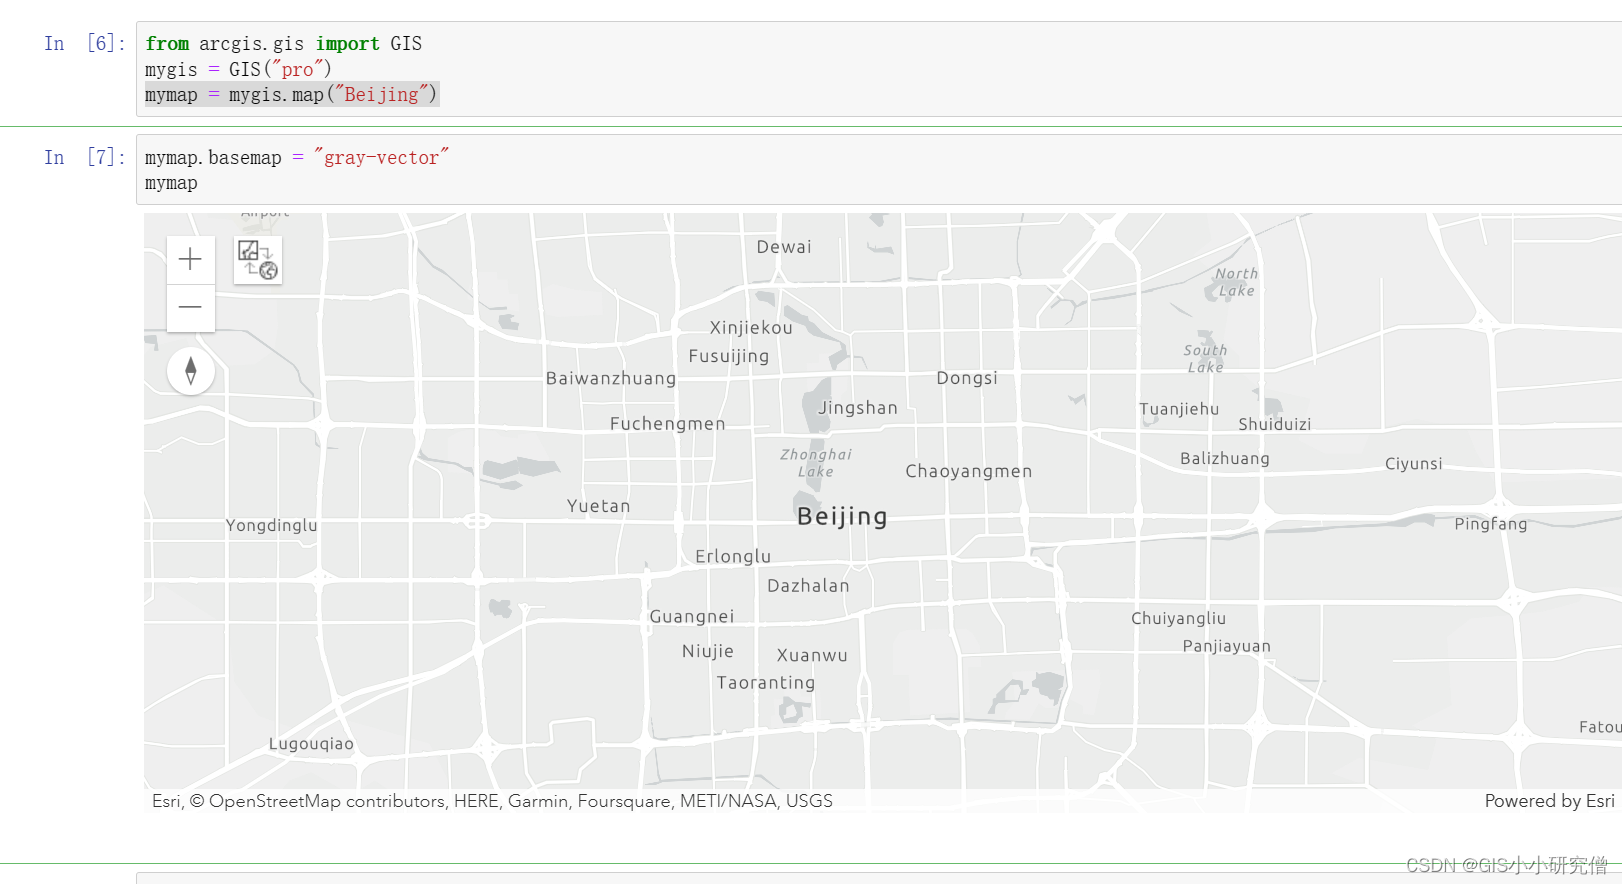 In [6]:
from arcgis.gis import GIS
mygis = GIS("pro")
mymap = mygis.map("Beijing")
In [7]:
mymap.basemap = "gray-vector"
mymap
Airport
Dewai
North
Lake
Xinjiekou
Fusuijing
South
Lake
Baiwanzhuang
Dongsi
Jingshan
Tuanjiehu
Fuchengmen
Shuiduizi
Zhonghai
Lake
Balizhuang
Ciyunsi
Chaoyangmen
Yuetan
Beijing
Yongdinglu
Pingfang
Erlonglu
Dazhalan
Guangnei
Chuiyangliu
Niujie
Xuanwu
Panjiayuan
Taoranting
Fatou
Lugouqiao
Esri, © OpenStreetMap contributors, HERE, Garmin, Foursquare, METI/NASA, USGS
Powered by Esri
CSDN @GIS小小研究僧